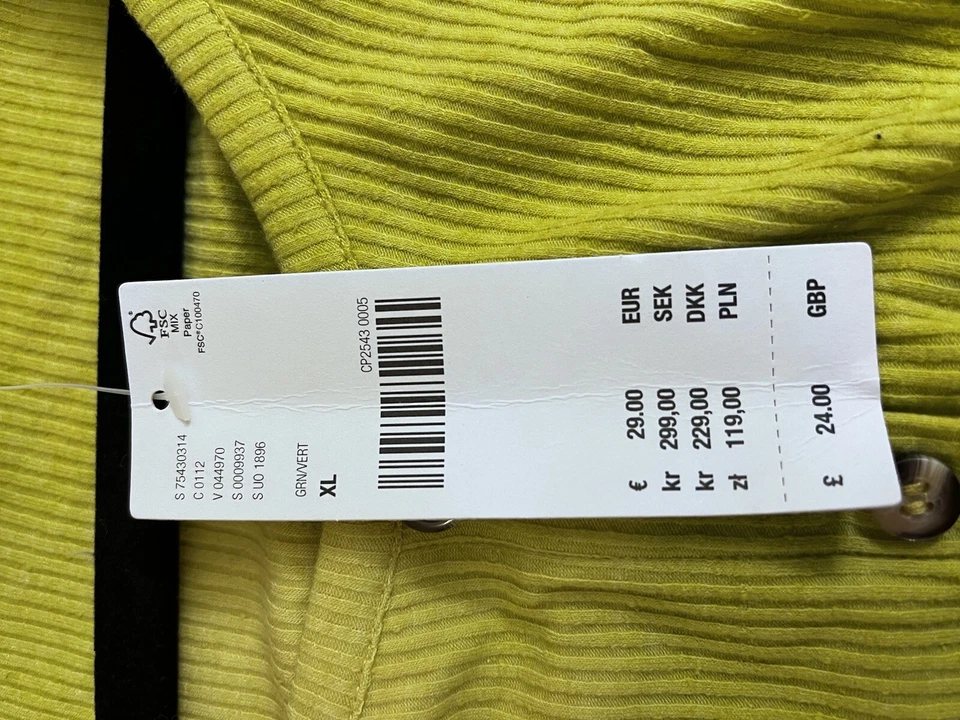 FSC
MIX
Paper
FSC® C100470
S 75430314
C 0112
V 044970
S 0009937
S UO 1896
GRN/VERT
XL
CP2543 0005
€ 29.00 EUR
kr 299,00 SEK
kr 229,00 DKK
zł 119,00 PLN
£ 24.00 GBP